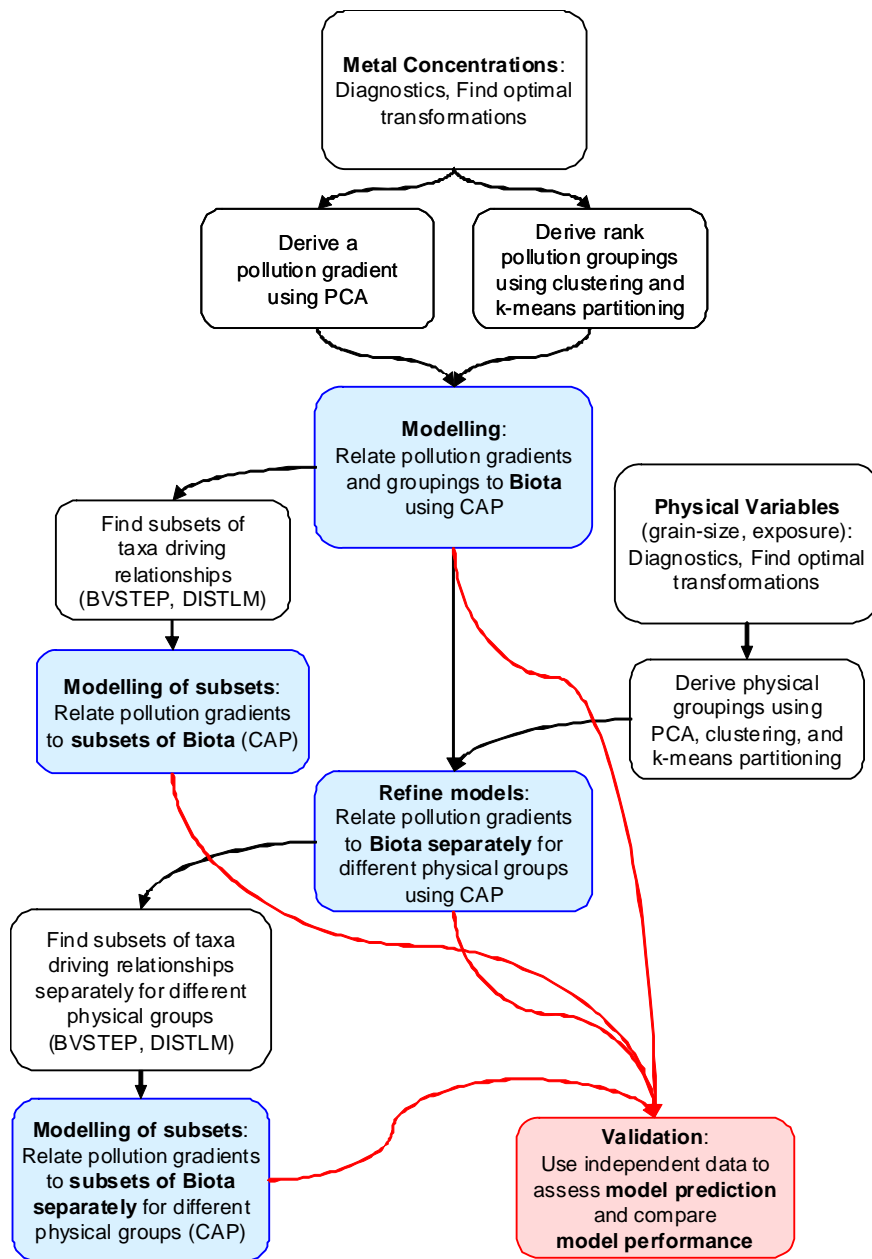 Metal Concentrations:
Diagnostics, Find optimal
transformations
Derive a
pollution gradient
using PCA
Derive rank
pollution groupings
using clustering and
k-means partitioning
Modelling:
Relate pollution gradients
and groupings to Biota
using CAP
Physical Variables
(grain-size, exposure):
Diagnostics, Find optimal
transformations
Find subsets of
taxa driving
relationships
(BVSTEP, DISTLM)
Modelling of subsets:
Relate pollution gradients
to subsets of Biota (CAP)
Derive physical
groupings using
PCA, clustering, and
k-means partitioning
Refine models:
Relate pollution gradients
to Biota separately for
different physical groups
using CAP
Find subsets of taxa
driving relationships
separately for different
physical groups
(BVSTEP, DISTLM)
Modelling of subsets:
Relate pollution gradients
to subsets of Biota
separately for different
physical groups (CAP)
Validation:
Use independent data to
assess model prediction
and compare
model performance